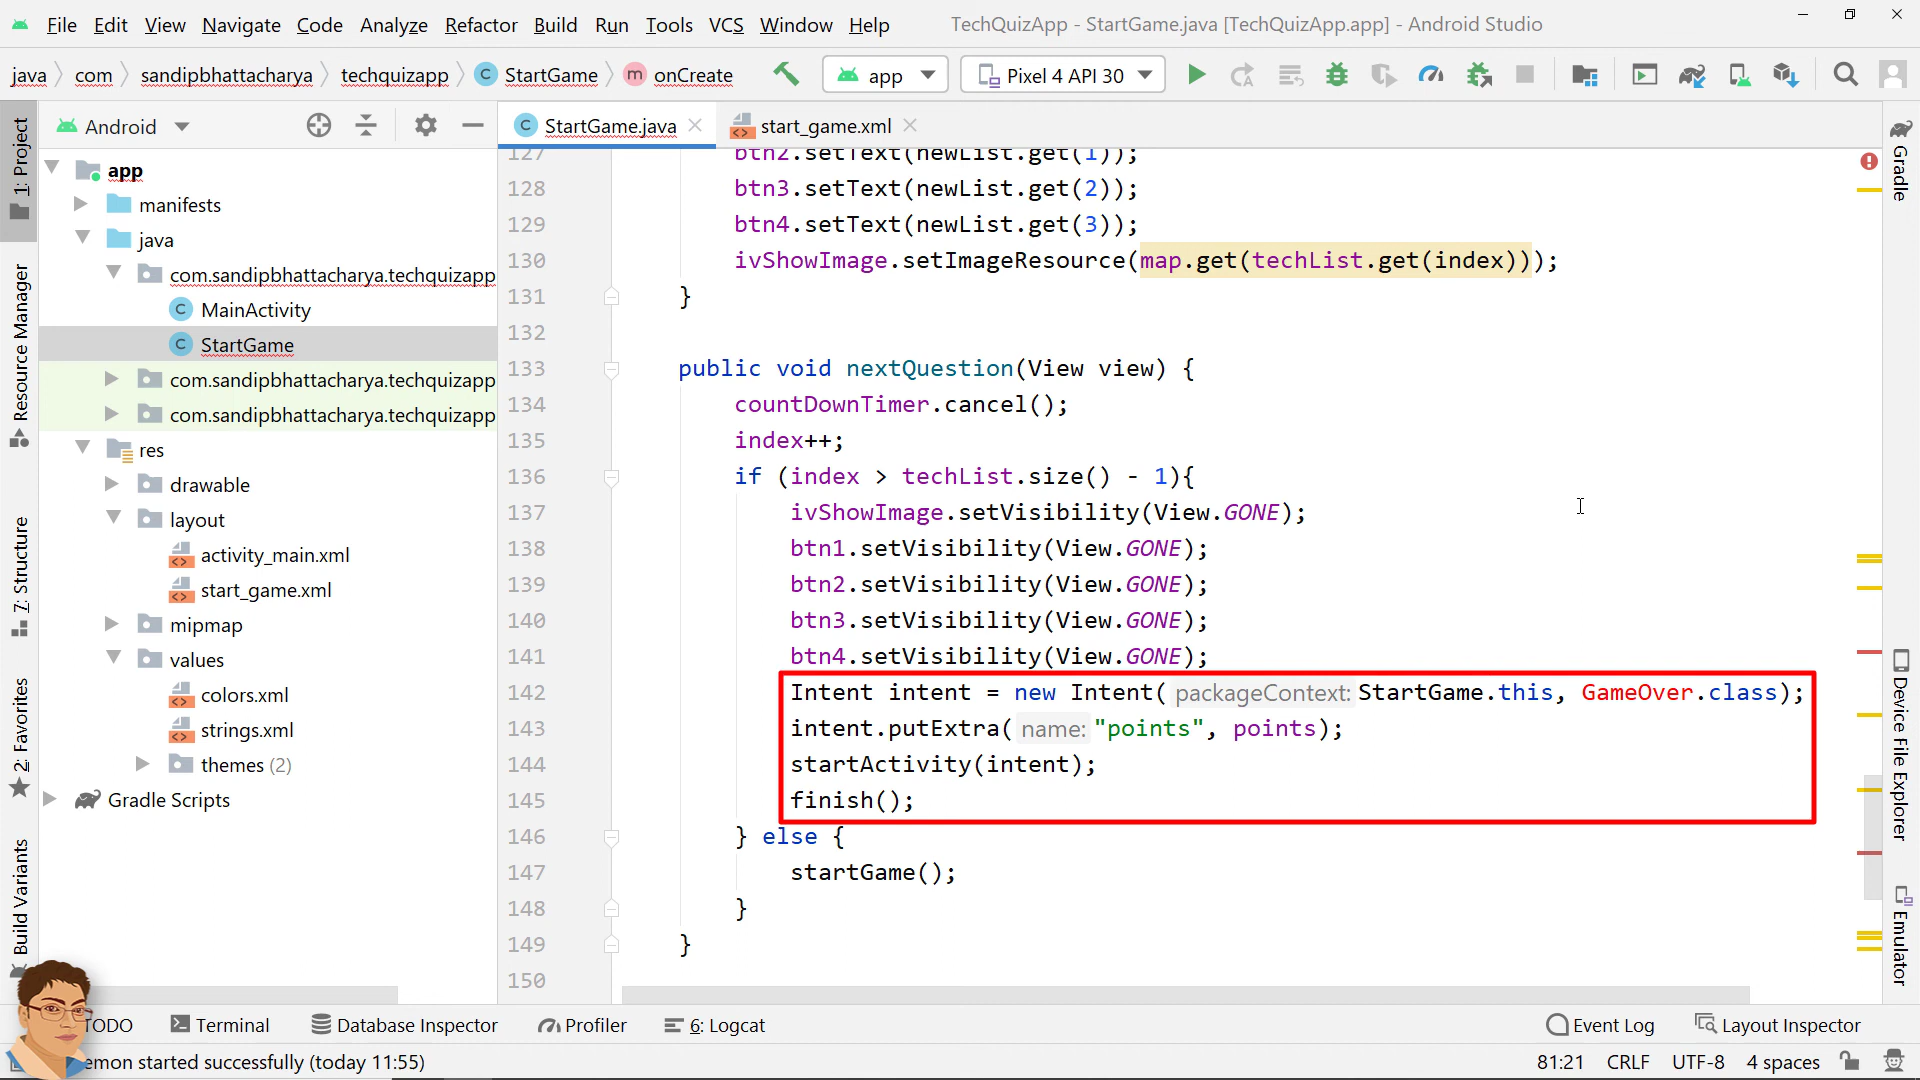 File Edit View Navigate Code Analyze Refactor Build Run Tools VCS Window Help TechQuizApp - StartGame.java [TechQuizApp.app] - Android Studio
java com sandipbhattacharya techquizapp C StartGame m onCreate app Pixel 4 API 30
1: Project
Resource Manager
7: Structure
2: Favorites
Build Variants
Android
app
manifests
java
com.sandipbhattacharya.techquizapp
C MainActivity
C StartGame
com.sandipbhattacharya.techquizapp
com.sandipbhattacharya.techquizapp
res
drawable
layout
activity_main.xml
start_game.xml
mipmap
values
colors.xml
strings.xml
themes (2)
Gradle Scripts
C StartGame.java start_game.xml
127 btn2.setText(newList.get(1));
128 btn3.setText(newList.get(2));
129 btn4.setText(newList.get(3));
130 ivShowImage.setImageResource(map.get(techList.get(index)));
131 }
132
133 public void nextQuestion(View view) {
134 countDownTimer.cancel();
135 index++;
136 if (index > techList.size() - 1){
137 ivShowImage.setVisibility(View.GONE);
138 btn1.setVisibility(View.GONE);
139 btn2.setVisibility(View.GONE);
140 btn3.setVisibility(View.GONE);
141 btn4.setVisibility(View.GONE);
142 Intent intent = new Intent( packageContext: StartGame.this, GameOver.class);
143 intent.putExtra( name: "points", points);
144 startActivity(intent);
145 finish();
146 } else {
147 startGame();
148 }
149 }
150
Gradle
Device File Explorer
Emulator
TODO Terminal Database Inspector Profiler 6: Logcat Event Log Layout Inspector
emon started successfully (today 11:55) 81:21 CRLF UTF-8 4 spaces